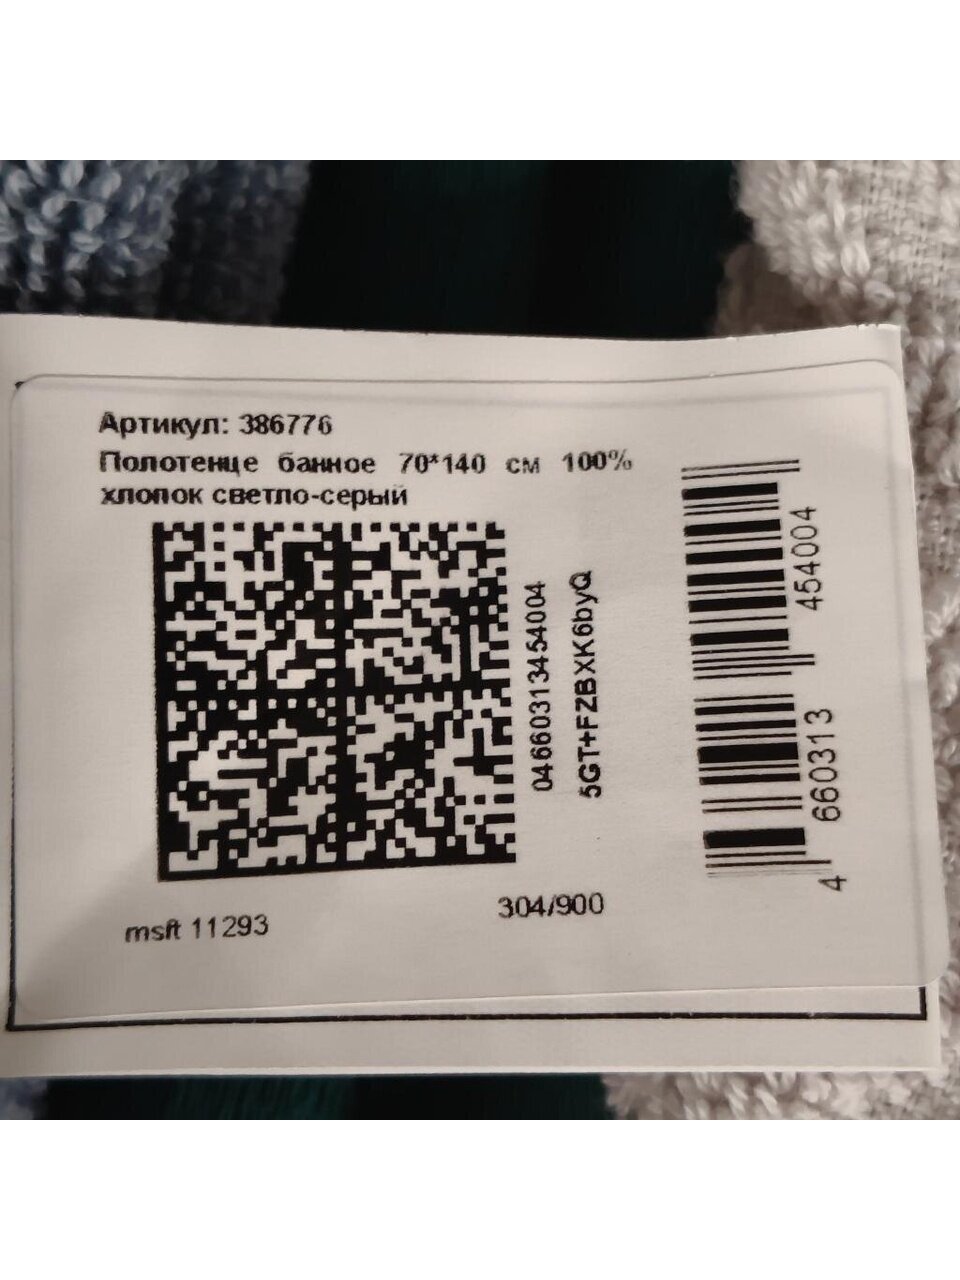 Артикул: 386776
Полотенце банное 70*140 см 100%
хлопок светло-серый
04660313454004
5GT+FZBXK6byQ
4 660313 454004
304/900
msft 11293